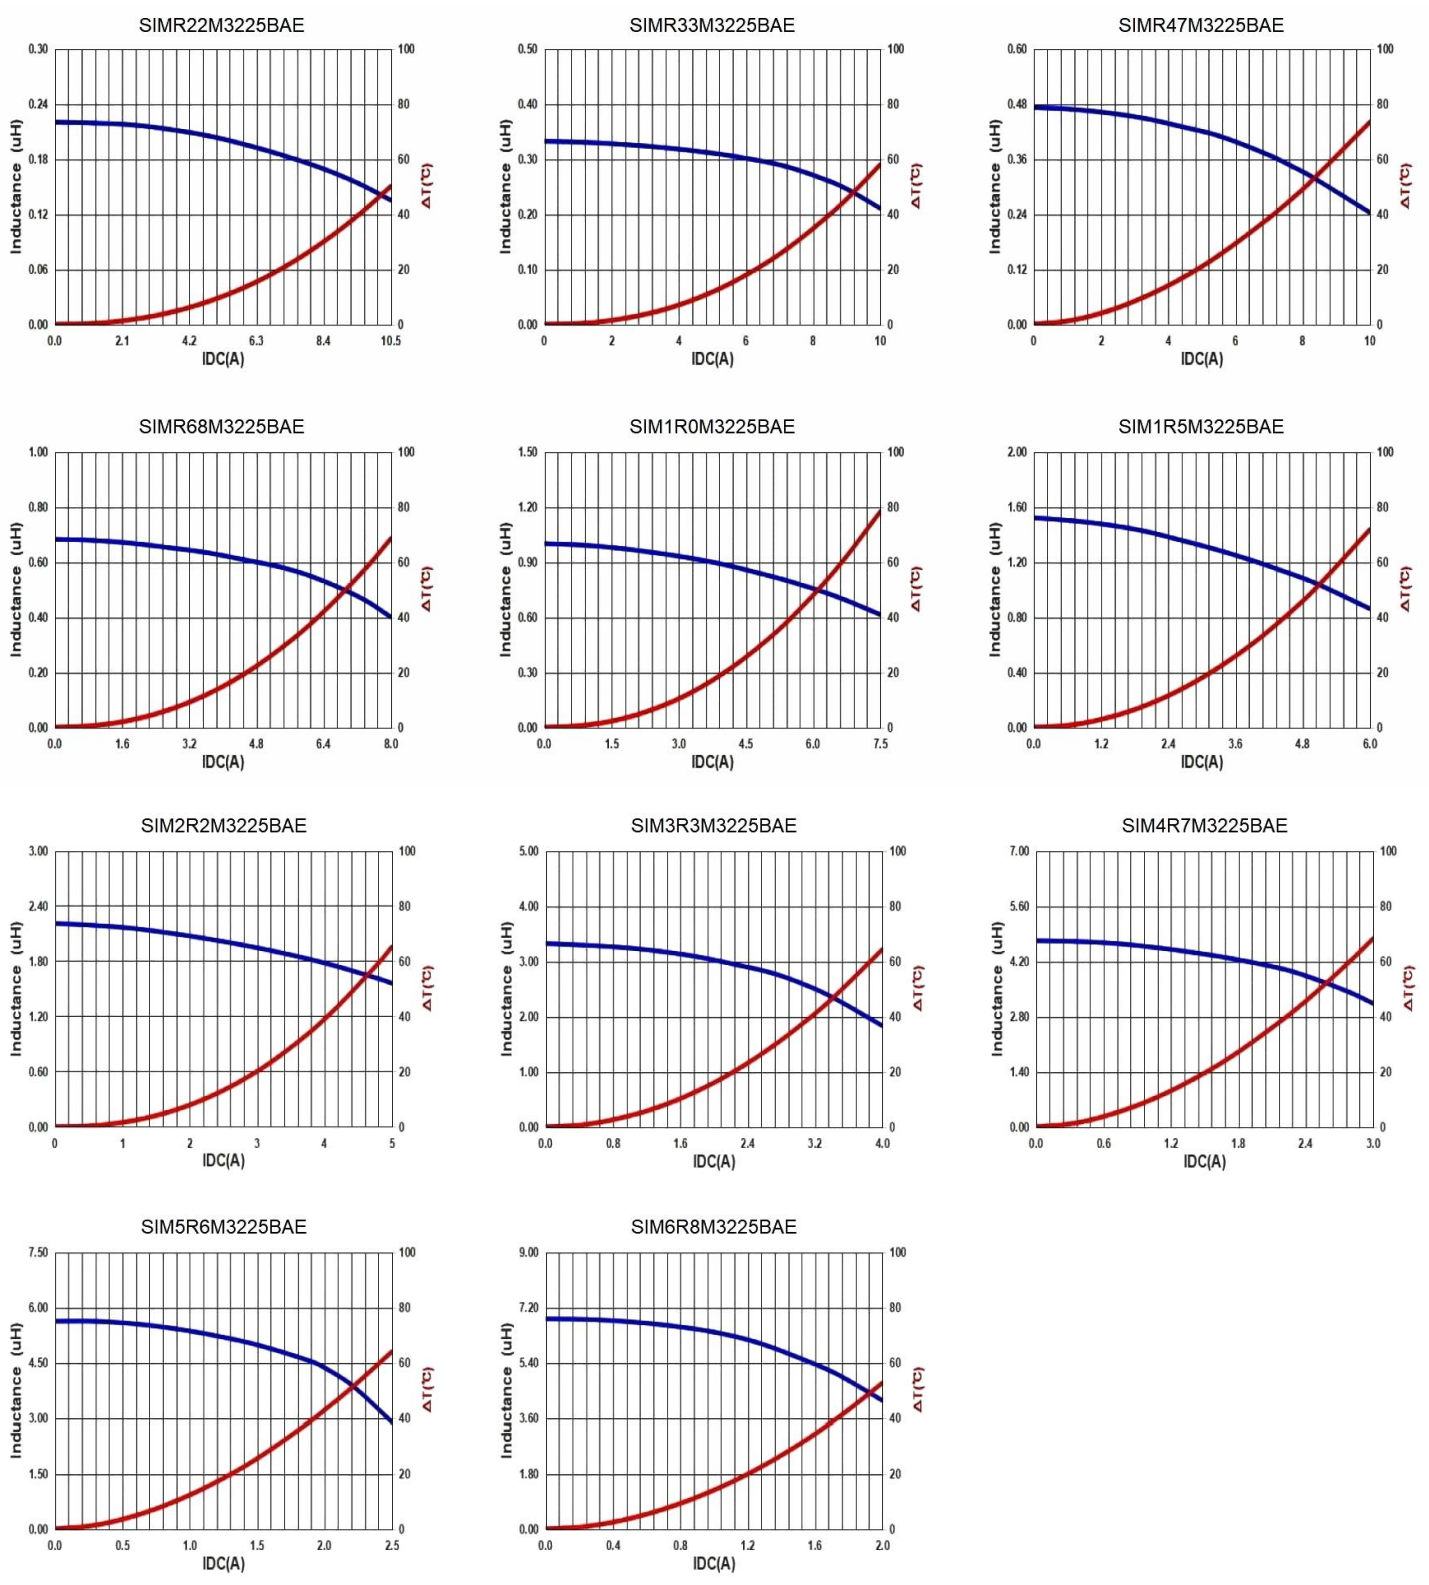 SIMR22M3225BAE SIMR33M3225BAE SIMR47M3225BAE
0.30 100 0.50 100 0.60 100
0.24 80 0.40 80 0.48 80
0.18 60 0.30 60 0.36 60
0.12 40 0.20 40 0.24 40
0.06 20 0.10 20 0.12 20
0.00 0 0.00 0 0.00 0
Inductance (uH) ΔT(℃) Inductance (uH) ΔT(℃) Inductance (uH) ΔT(℃)
0.0 2.1 4.2 6.3 8.4 10.5 0 2 4 6 8 10 0 2 4 6 8 10
IDC(A) IDC(A) IDC(A)
SIMR68M3225BAE SIM1R0M3225BAE SIM1R5M3225BAE
1.00 100 1.50 100 2.00 100
0.80 80 1.20 80 1.60 80
0.60 60 0.90 60 1.20 60
0.40 40 0.60 40 0.80 40
0.20 20 0.30 20 0.40 20
0.00 0 0.00 0 0.00 0
Inductance (uH) ΔT(℃) Inductance (uH) ΔT(℃) Inductance (uH) ΔT(℃)
0.0 1.6 3.2 4.8 6.4 8.0 0.0 1.5 3.0 4.5 6.0 7.5 0.0 1.2 2.4 3.6 4.8 6.0
IDC(A) IDC(A) IDC(A)
SIM2R2M3225BAE SIM3R3M3225BAE SIM4R7M3225BAE
3.00 100 5.00 100 7.00 100
2.40 80 4.00 80 5.60 80
1.80 60 3.00 60 4.20 60
1.20 40 2.00 40 2.80 40
0.60 20 1.00 20 1.40 20
0.00 0 0.00 0 0.00 0
Inductance (uH) ΔT(℃) Inductance (uH) ΔT(℃) Inductance (uH) ΔT(℃)
0 1 2 3 4 5 0.0 0.8 1.6 2.4 3.2 4.0 0.0 0.6 1.2 1.8 2.4 3.0
IDC(A) IDC(A) IDC(A)
SIM5R6M3225BAE SIM6R8M3225BAE
7.50 100 9.00 100
6.00 80 7.20 80
4.50 60 5.40 60
3.00 40 3.60 40
1.50 20 1.80 20
0.00 0 0.00 0
Inductance (uH) ΔT(℃) Inductance (uH) ΔT(℃)
0.0 0.5 1.0 1.5 2.0 2.5 0.0 0.4 0.8 1.2 1.6 2.0
IDC(A) IDC(A)